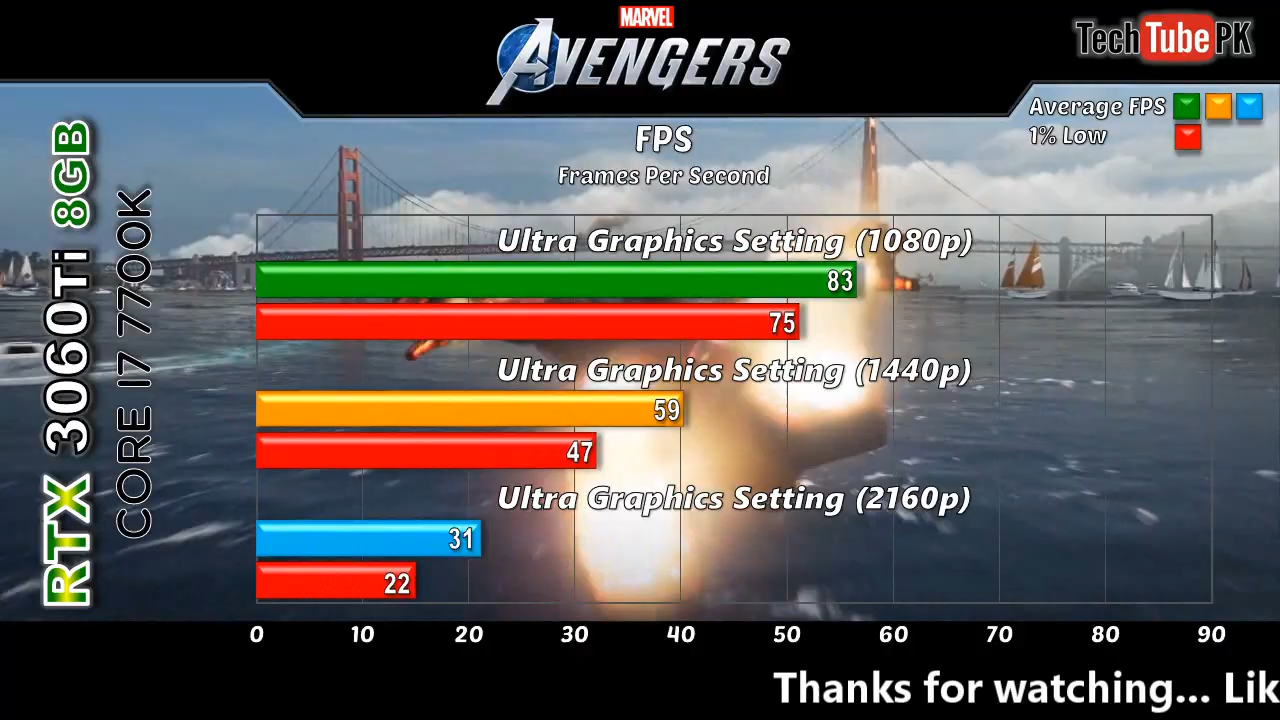 MARVEL
AVENGERS
TechTubePK
Average FPS
1% Low
FPS
Frames Per Second
RTX 3060Ti 8GB
CORE I7 7700K
Ultra Graphics Setting (1080p)
83
75
Ultra Graphics Setting (1440p)
59
47
Ultra Graphics Setting (2160p)
31
22
0 10 20 30 40 50 60 70 80 90
Thanks for watching... Lik